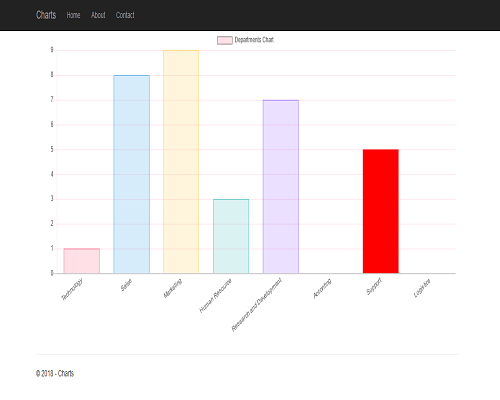 Charts Home About Contact
Departments Chart
9
8
7
6
5
4
3
2
1
0
Technology
Sales
Marketing
Human Resource
Research and Development
Acconting
Support
Logistics
© 2018 - Charts